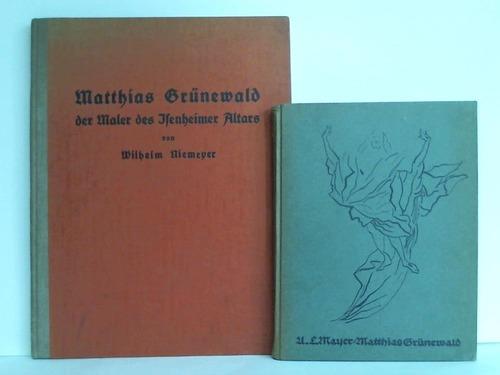 Matthias Grünewald
der Maler des Isenheimer Altars
von
Wilhelm Niemeyer
A. L. Mayer / Matthias Grünewald